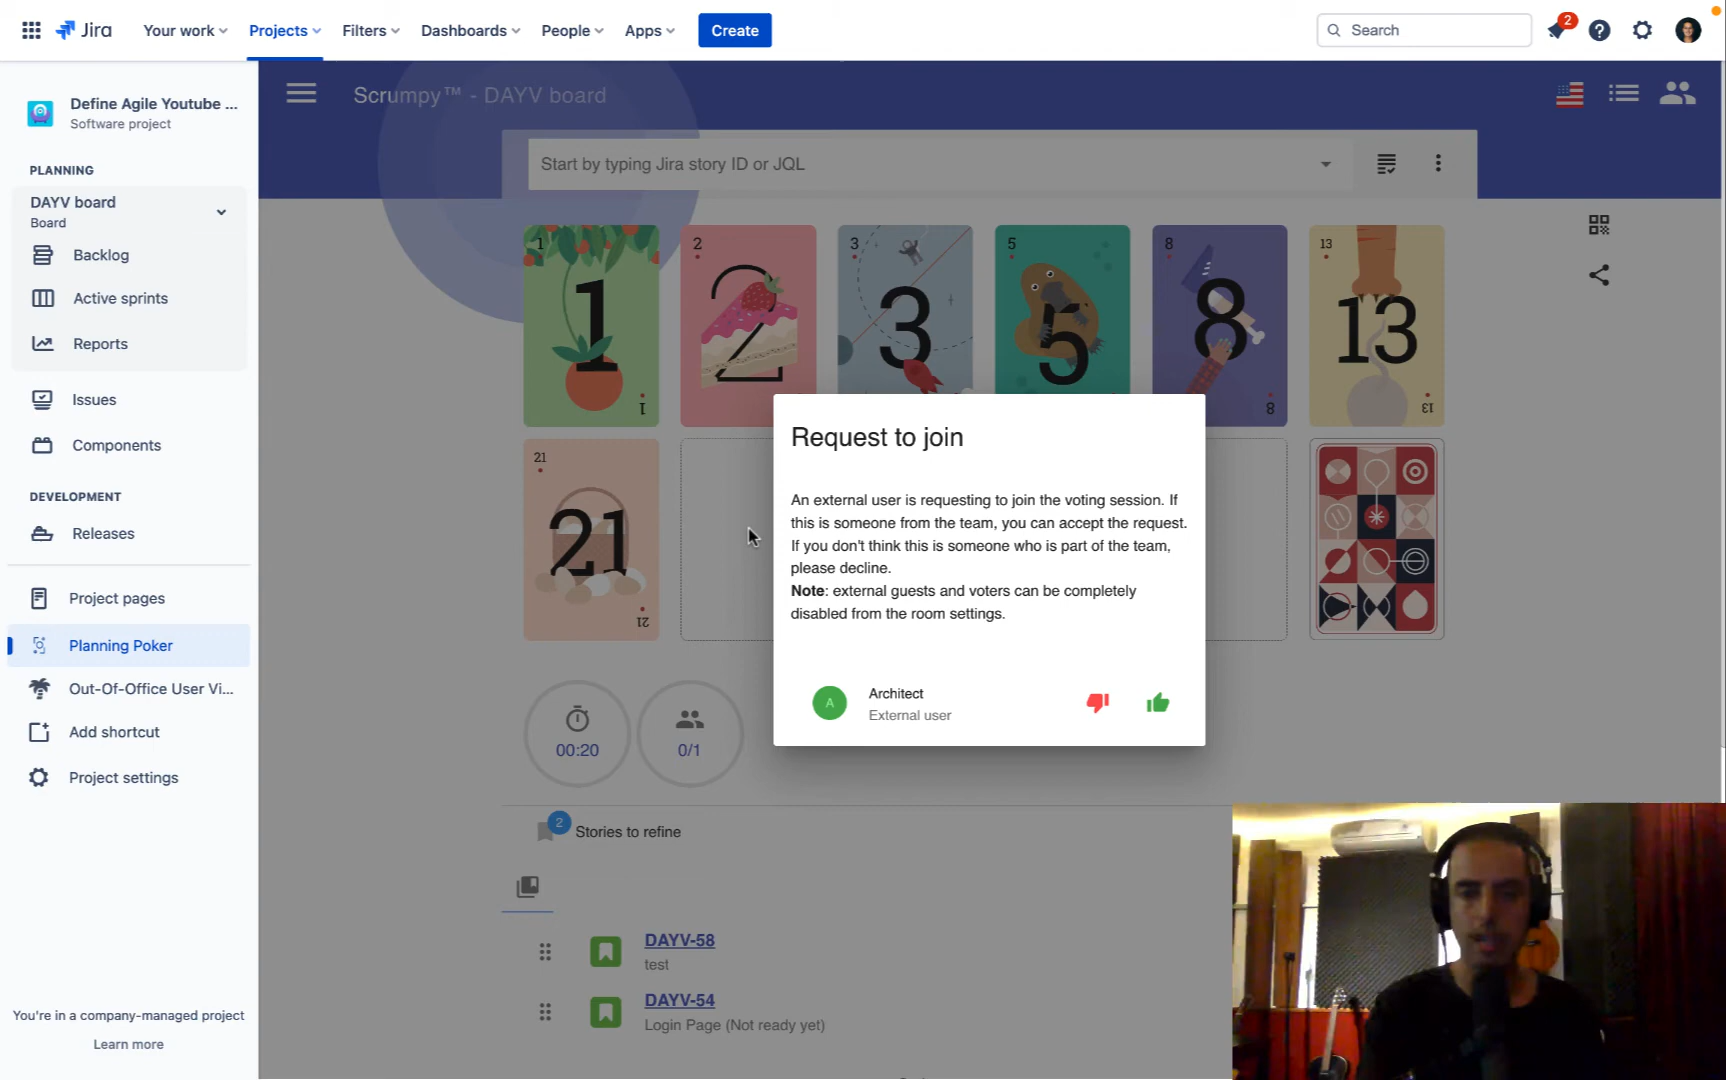 Jira
Your work
Projects
Filters
Dashboards
People
Apps
Create
Search
2
Define Agile Youtube ...
Software project
PLANNING
DAYV board
Board
Backlog
Active sprints
Reports
Issues
Components
DEVELOPMENT
Releases
Project pages
Planning Poker
Out-Of-Office User Vi...
Add shortcut
Project settings
You're in a company-managed project
Learn more
Scrumpy™ - DAYV board
Start by typing Jira story ID or JQL
1
1
1
2
2
3
3
5
5
8
8
8
13
13
13
21
21
21
Request to join
An external user is requesting to join the voting session. If
this is someone from the team, you can accept the request.
If you don't think this is someone who is part of the team,
please decline.
Note: external guests and voters can be completely
disabled from the room settings.
A
Architect
External user
00:20
0/1
2
Stories to refine
DAYV-58
test
DAYV-54
Login Page (Not ready yet)